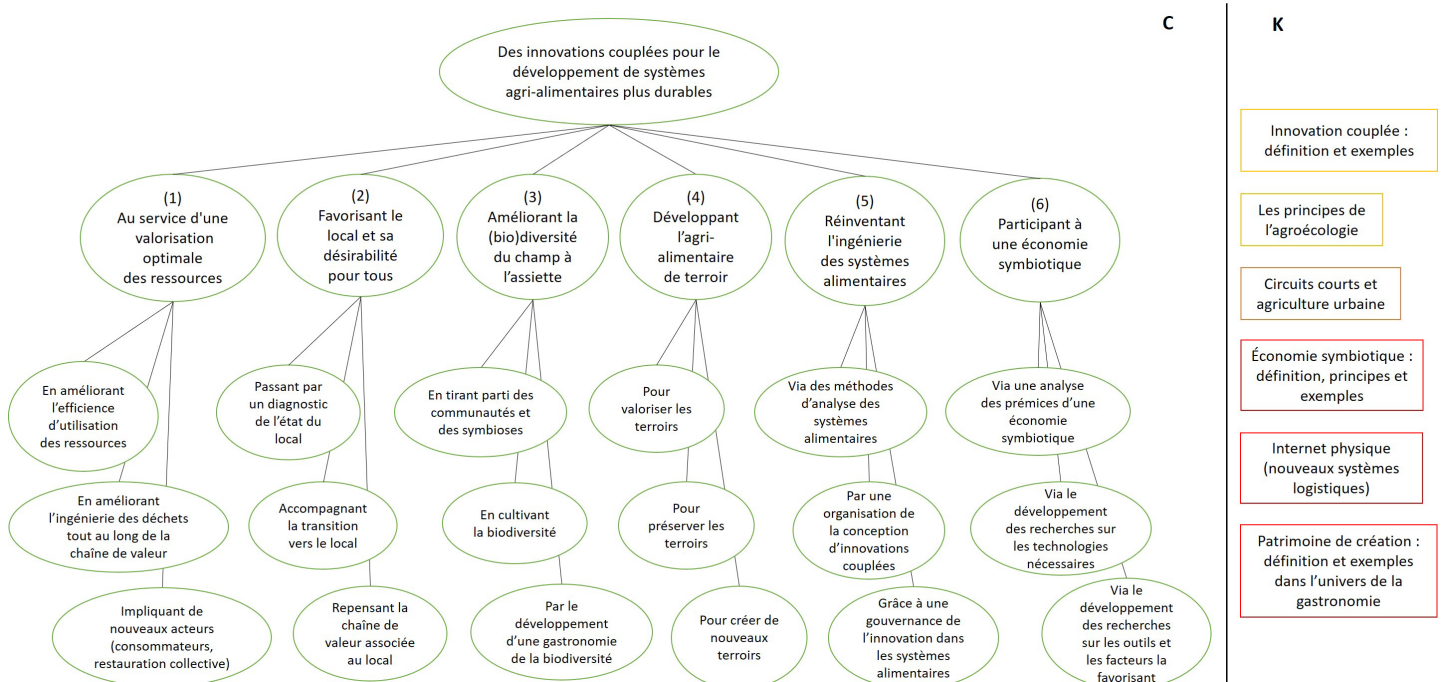 C
K
Des innovations couplées pour le
développement de systèmes
agri-alimentaires plus durables
(1)
Au service d'une
valorisation
optimale
des ressources
(2)
Favorisant le
local et sa
désirabilité
pour tous
(3)
Améliorant la
(bio)diversité
du champ à
l’assiette
(4)
Développant
l’agri-
alimentaire
de terroir
(5)
Réinventant
l'ingénierie
des systèmes
alimentaires
(6)
Participant à
une économie
symbiotique
En améliorant
l’efficience
d’utilisation
des ressources
Passant par
un diagnostic
de l’état du
local
En tirant parti des
communautés et
des symbioses
Pour
valoriser les
terroirs
Via des méthodes
d’analyse des
systèmes
alimentaires
Via une analyse
des prémices d’une
économie
symbiotique
En améliorant
l’ingénierie des déchets
tout au long de la
chaîne de valeur
Accompagnant
la transition
vers le local
En cultivant
la biodiversité
Pour
préserver les
terroirs
Par une
organisation de
la conception
d’innovations
couplées
Via le
développement
des recherches sur
les technologies
nécessaires
Impliquant de
nouveaux acteurs
(consommateurs,
restauration collective)
Repensant la
chaîne de
valeur associée
au local
Par le
développement
d’une gastronomie
de la biodiversité
Pour créer de
nouveaux
terroirs
Grâce à une
gouvernance de
l’innovation dans
les systèmes
alimentaires
Via le
développement
des recherches
sur les outils et
les facteurs la
favorisant
Innovation couplée :
définition et exemples
Les principes de
l’agroécologie
Circuits courts et
agriculture urbaine
Économie symbiotique :
définition, principes et
exemples
Internet physique
(nouveaux systèmes
logistiques)
Patrimoine de création :
définition et exemples
dans l’univers de la
gastronomie